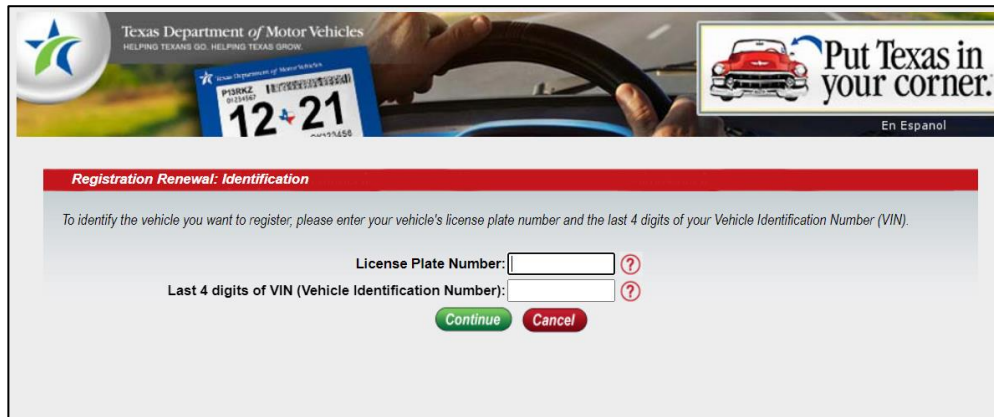 Texas Department of Motor Vehicles
HELPING TEXANS GO. HELPING TEXAS GROW.
Texas Department of Motor Vehicles
P13RKZ
01234567
12 21
Put Texas in
your corner.
En Espanol
Registration Renewal: Identification
To identify the vehicle you want to register, please enter your vehicle's license plate number and the last 4 digits of your Vehicle Identification Number (VIN).
License Plate Number:
?
Last 4 digits of VIN (Vehicle Identification Number):
?
Continue
Cancel